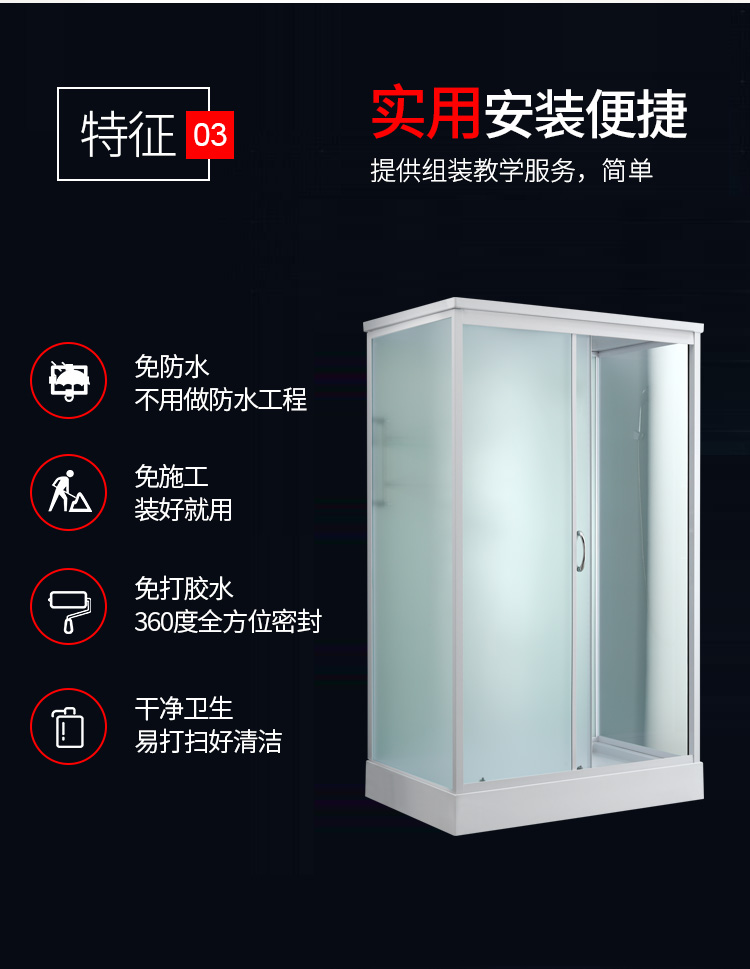 特征 03
实用安装便捷
提供组装教学服务，简单
免防水
不用做防水工程
免施工
装好就用
免打胶水
360度全方位密封
干净卫生
易打扫好清洁